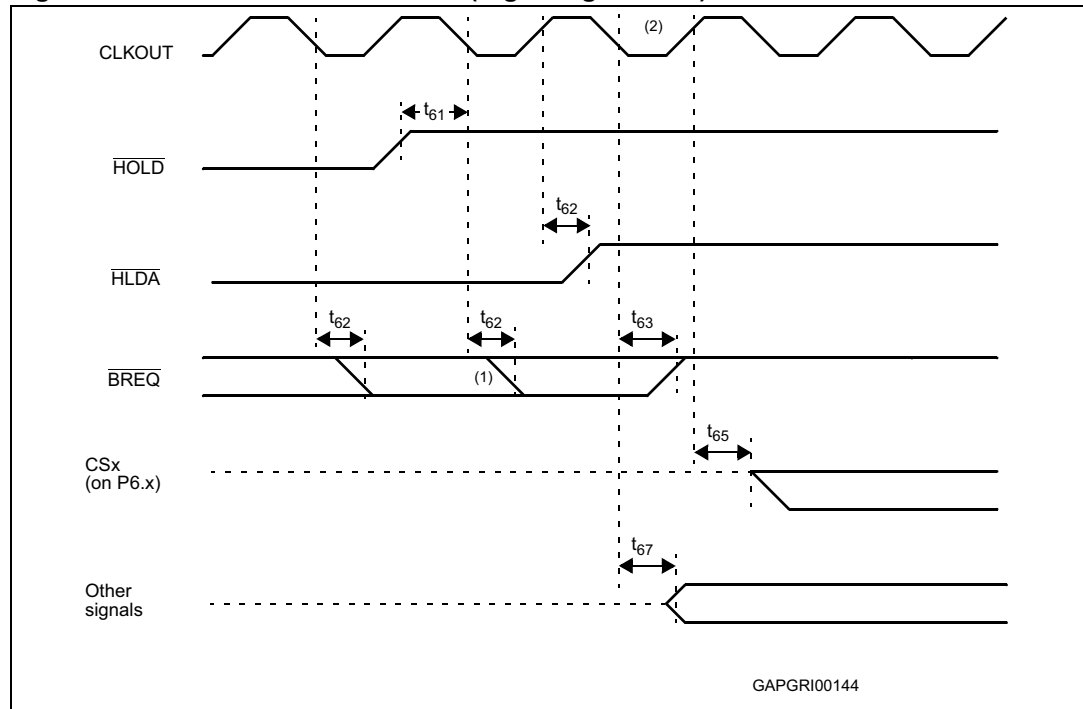 (2)
CLKOUT
t61
HOLD
t62
HLDA
t62
t62
t63
BREQ
(1)
t65
CSx
(on P6.x)
t67
Other
signals
GAPGRI00144